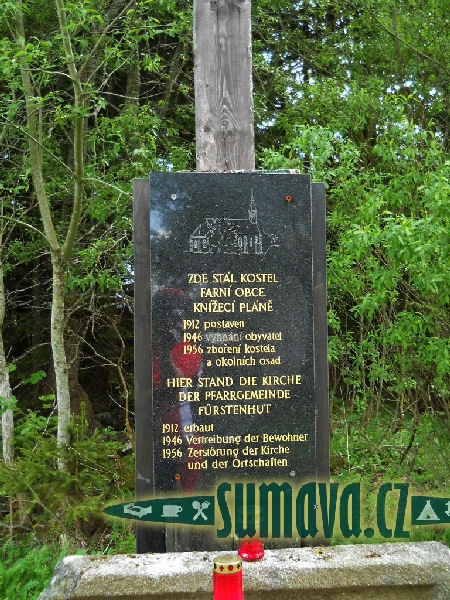 ZDE STÁL KOSTEL
FARNÍ OBCE
KNÍŽECÍ PLÁNĚ
1912 postaven
1946 vyhnání obyvatel
1956 zboření kostela
a okolních osad
HIER STAND DIE KIRCHE
DER PFARRGEMEINDE
FÜRSTENHUT
1912 erbaut
1946 Vertreibung der Bewohner
1956 Zerstörung der Kirche
und der Ortschaften
sumava.cz